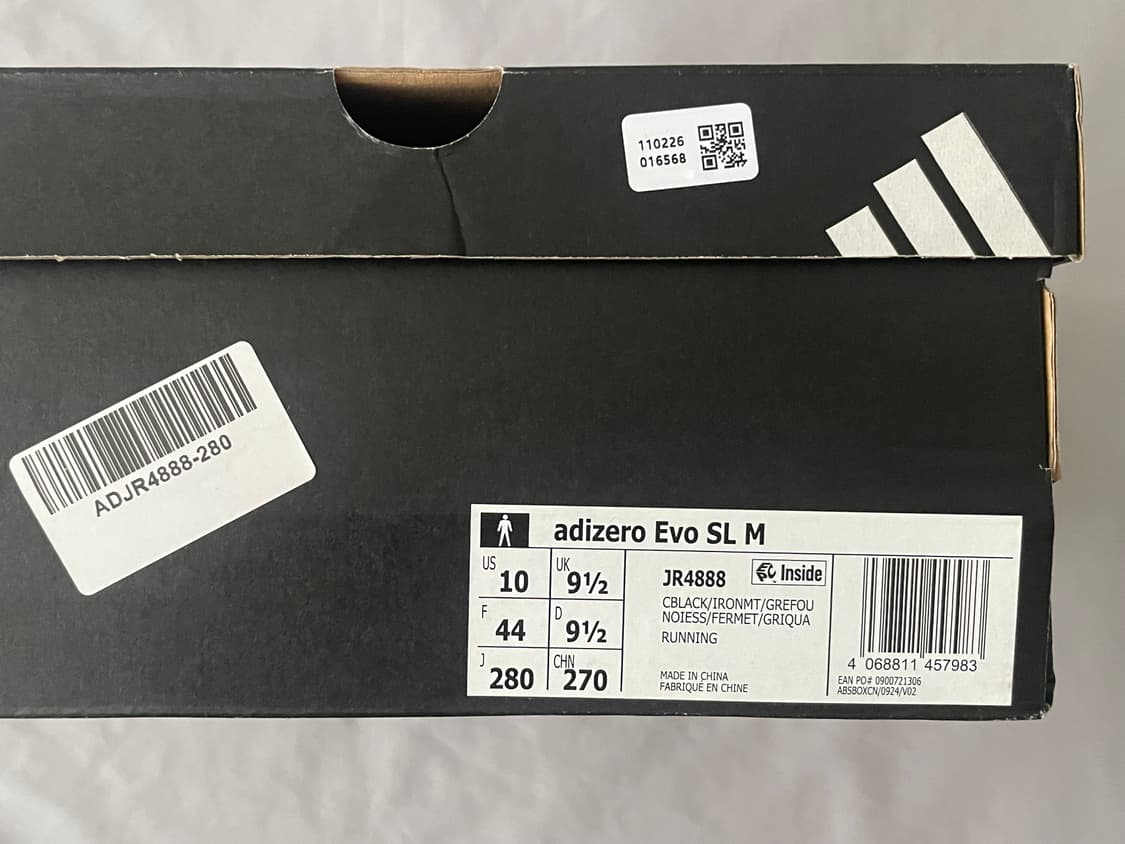 110226
016568
ADJR4888-280
adizero Evo SL M
US 10
UK 9½
F 44
D 9½
J 280
CHN 270
JR4888
Inside
CBLACK/IRONMT/GREFOU
NOIESS/FERMET/GRIQUA
RUNNING
MADE IN CHINA
FABRIQUÉ EN CHINE
4 068811 457983
EAN PO# 0900721306
ABSBOXCN/0924/V02